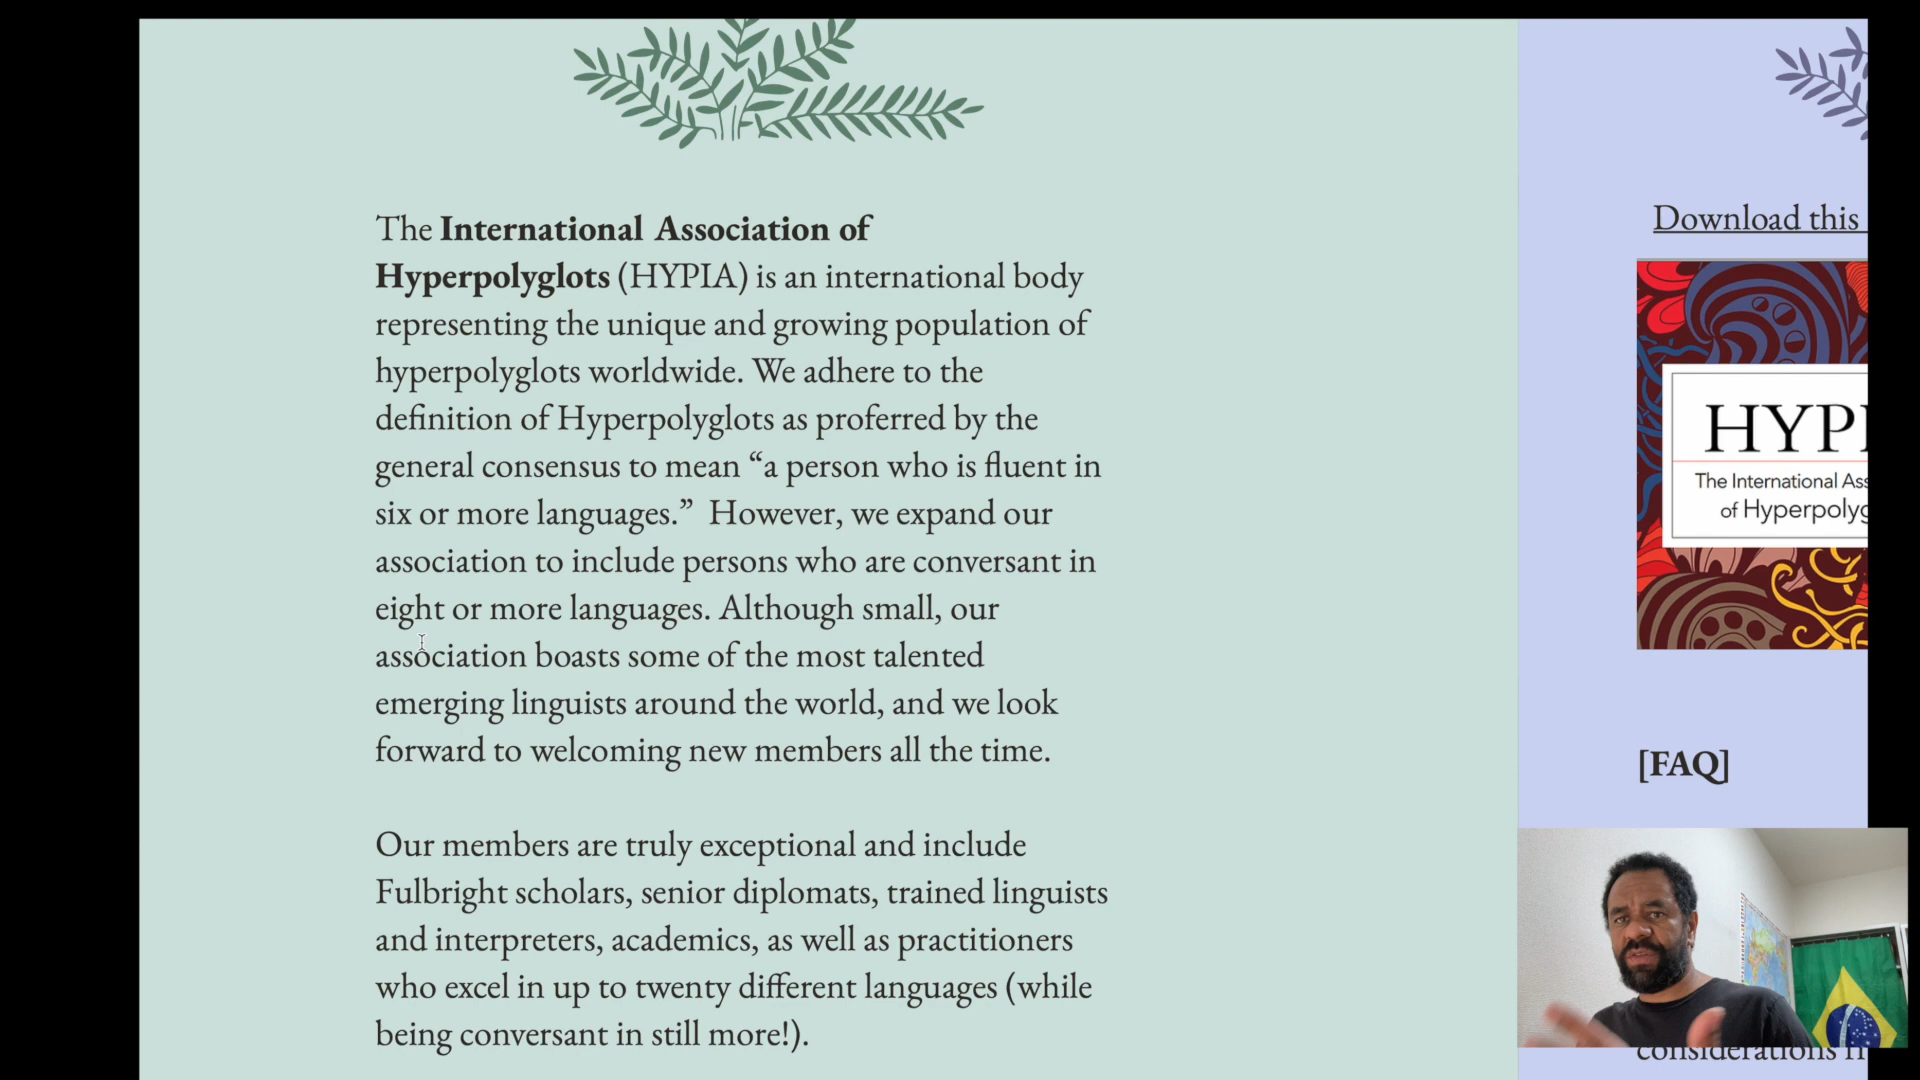 The International Association of
Hyperpolyglots (HYPIA) is an international body
representing the unique and growing population of
hyperpolyglots worldwide. We adhere to the
definition of Hyperpolyglots as proferred by the
general consensus to mean “a person who is fluent in
six or more languages.” However, we expand our
association to include persons who are conversant in
eight or more languages. Although small, our
association boasts some of the most talented
emerging linguists around the world, and we look
forward to welcoming new members all the time.
Our members are truly exceptional and include
Fulbright scholars, senior diplomats, trained linguists
and interpreters, academics, as well as practitioners
who excel in up to twenty different languages (while
being conversant in still more!).
Download this
HYPI
The International Ass
of Hyperpolyg
[FAQ]
considerations